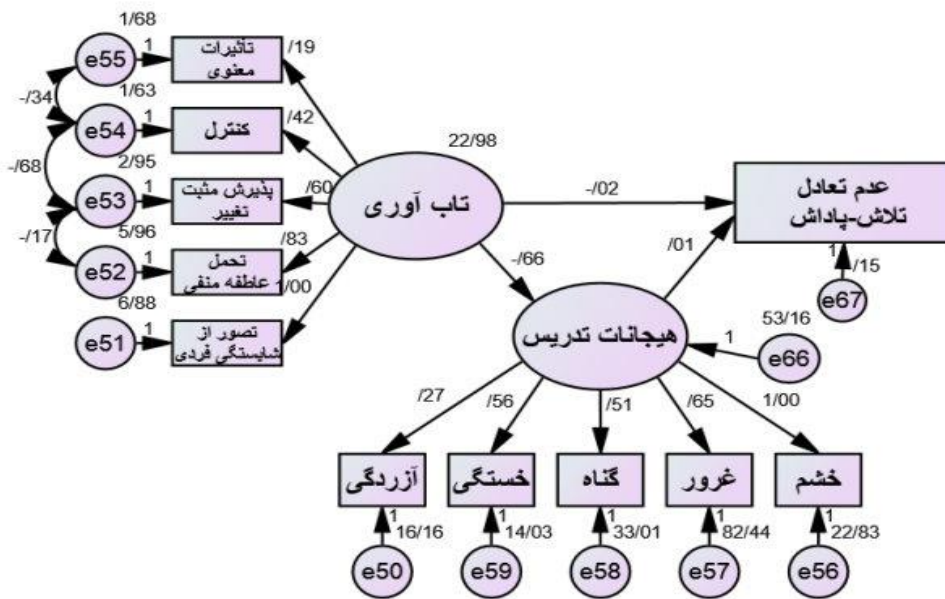 1/68
e55
1
تأثیرات
معنوی
/19
-/34
1/63
e54
1
کنترل
/42
22/98
-/68
2/95
e53
1
پذیرش مثبت
تغییر
/60
تاب آوری
-/02
عدم تعادل
تلاش-پاداش
-/17
5/96
e52
1
تحمل
عاطفه منفی
/83
-/66
/01
1
/15
e67
6/88
e51
1
تصور از
شایستگی فردی
1/00
هیجانات تدریس
1
53/16
e66
/27
/56
/51
/65
1/00
آزردگی
خستگی
گناه
غرور
خشم
1
16/16
1
14/03
1
33/01
1
82/44
1
22/83
e50
e59
e58
e57
e56